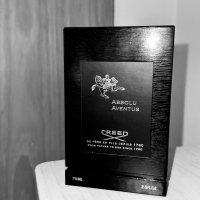 ABSOLU
AVENTUS
CREED
DE PÈRE EN FILS DEPUIS 1760
FROM FATHER TO SON SINCE 1760
75ML
2.5FL.OZ